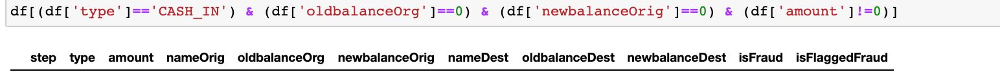 df[(df['type']=='CASH_IN') & (df['oldbalanceOrg']==0) & (df['newbalanceOrig']==0) & (df['amount']!=0)]
step type amount nameOrig oldbalanceOrg newbalanceOrig nameDest oldbalanceDest newbalanceDest isFraud isFlaggedFraud